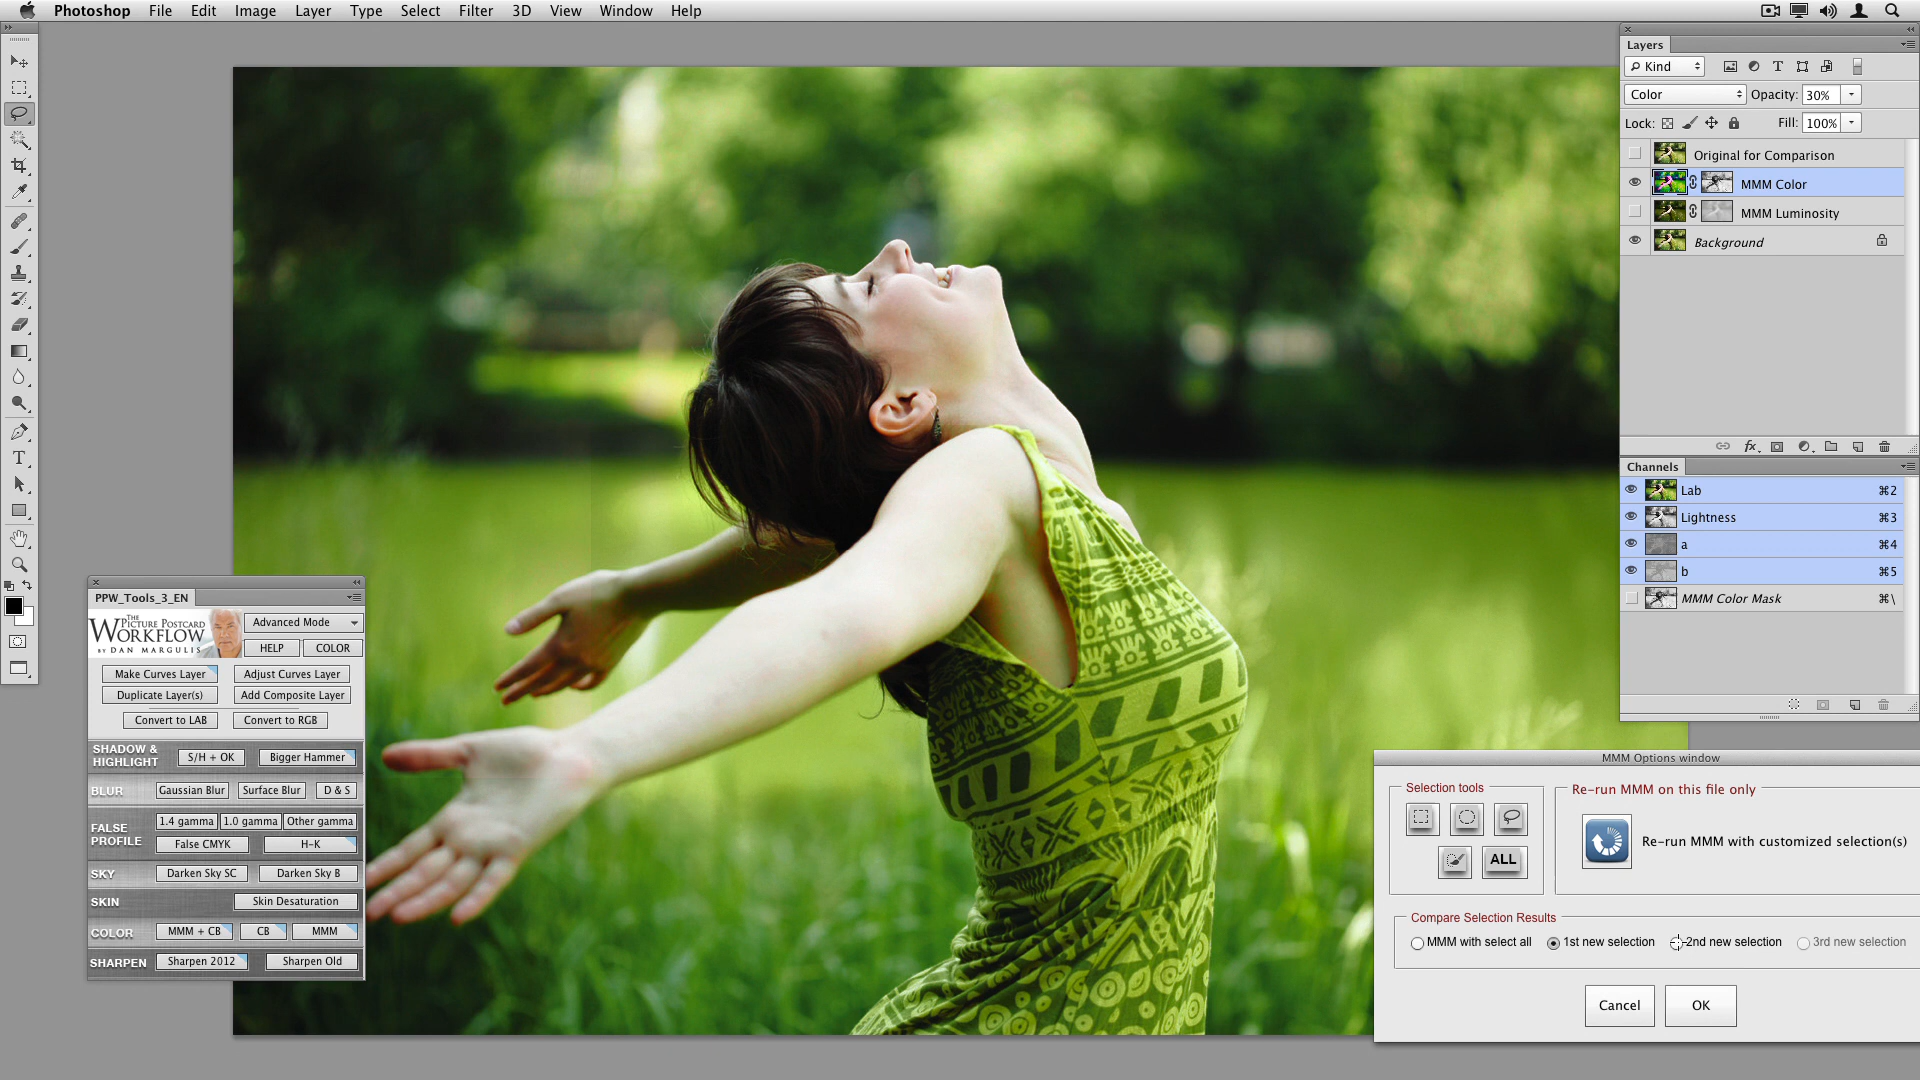 Photoshop File Edit Image Layer Type Select Filter 3D View Window Help
Layers
Kind
Color Opacity: 30%
Lock: Fill: 100%
Original for Comparison
MMM Color
MMM Luminosity
Background
fx
Channels
Lab ⌘2
Lightness ⌘3
a ⌘4
b ⌘5
MMM Color Mask ⌘\
PPW_Tools_3_EN
THE
PICTURE POSTCARD
WORKFLOW
BY DAN MARGULIS
Advanced Mode
HELP COLOR
Make Curves Layer Adjust Curves Layer
Duplicate Layer(s) Add Composite Layer
Convert to LAB Convert to RGB
SHADOW &
HIGHLIGHT S/H + OK Bigger Hammer
BLUR Gaussian Blur Surface Blur D & S
FALSE
PROFILE
1.4 gamma 1.0 gamma Other gamma
False CMYK H-K
SKY Darken Sky SC Darken Sky B
SKIN Skin Desaturation
COLOR MMM + CB CB MMM
SHARPEN Sharpen 2012 Sharpen Old
MMM Options window
Selection tools
ALL
Re-run MMM on this file only
Re-run MMM with customized selection(s)
Compare Selection Results
MMM with select all 1st new selection 2nd new selection 3rd new selection
Cancel OK